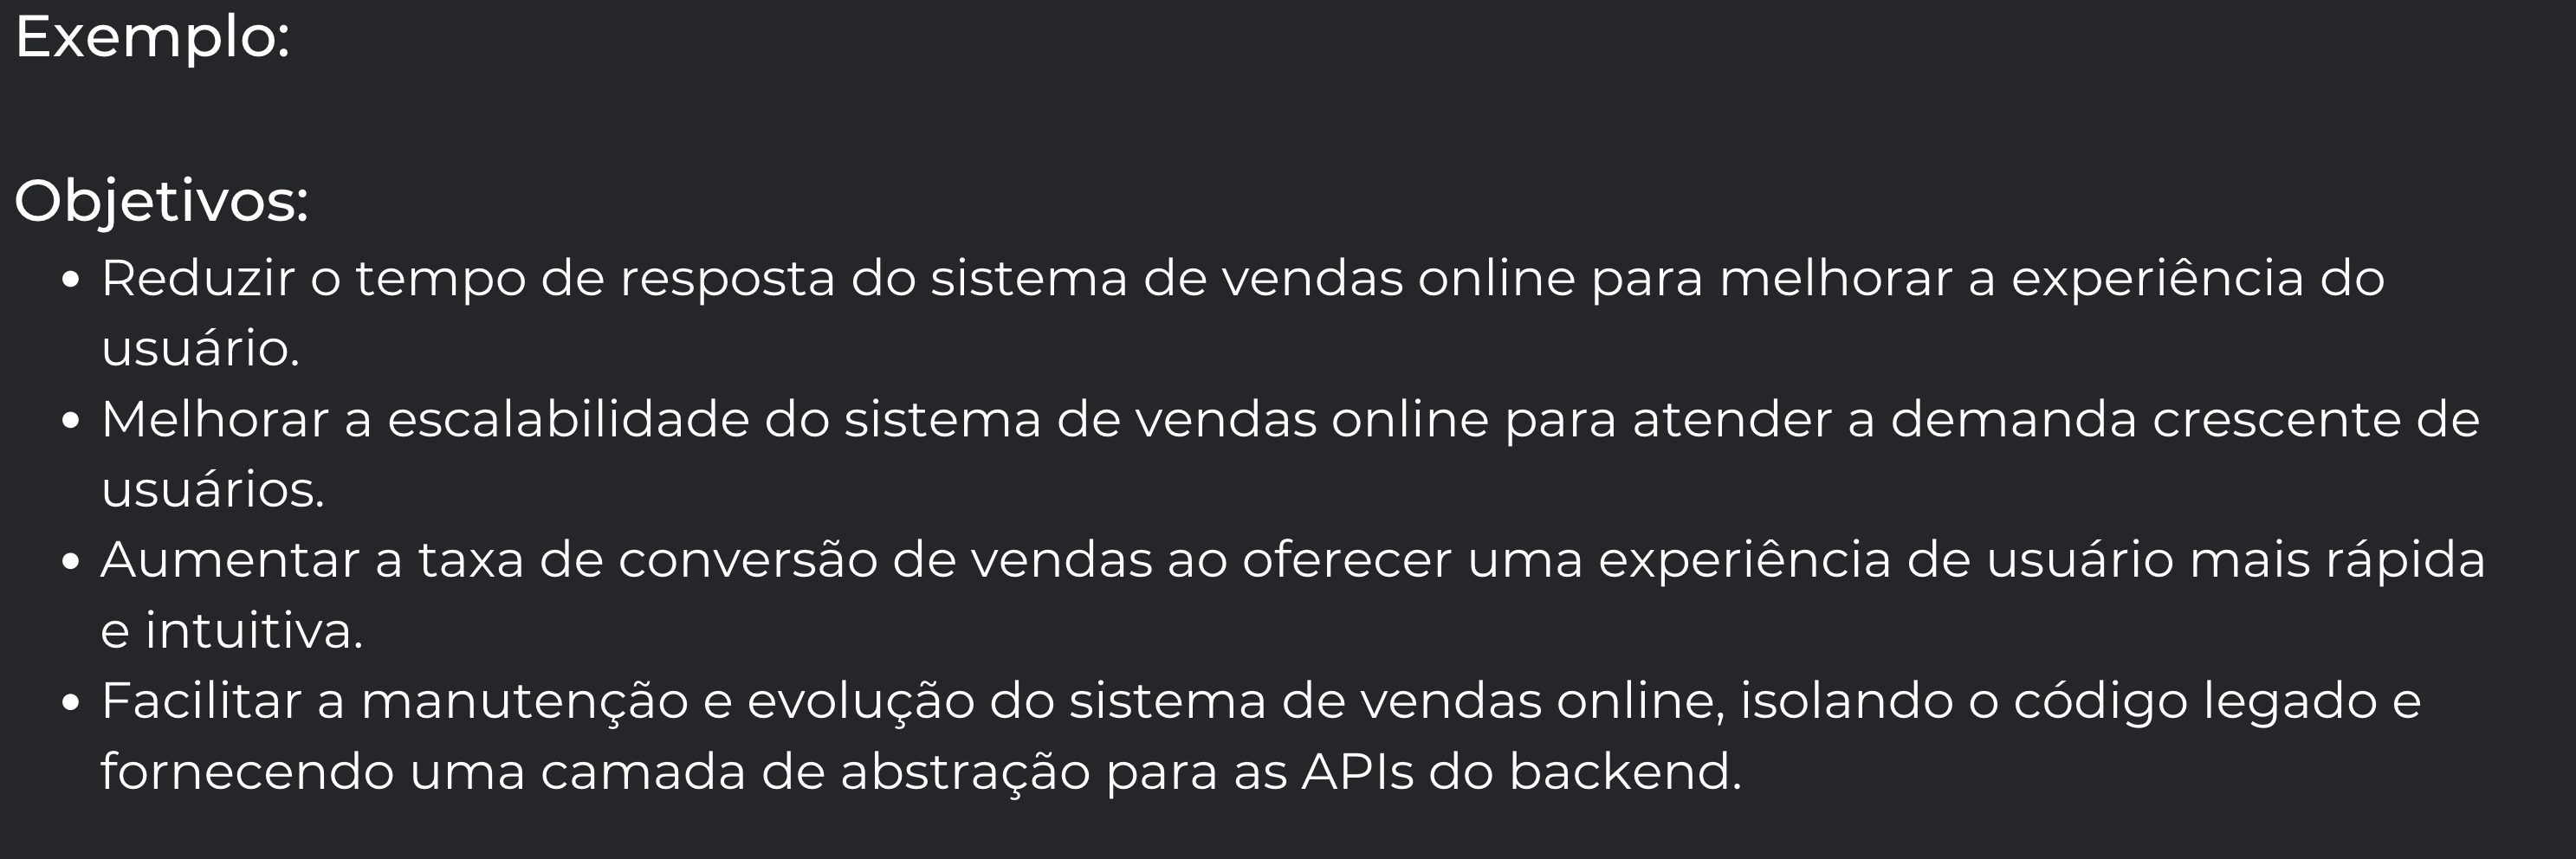 Exemplo:
Objetivos:
• Reduzir o tempo de resposta do sistema de vendas online para melhorar a experiência do
usuário.
• Melhorar a escalabilidade do sistema de vendas online para atender a demanda crescente de
usuários.
• Aumentar a taxa de conversão de vendas ao oferecer uma experiência de usuário mais rápida
e intuitiva.
• Facilitar a manutenção e evolução do sistema de vendas online, isolando o código legado e
fornecendo uma camada de abstração para as APIs do backend.